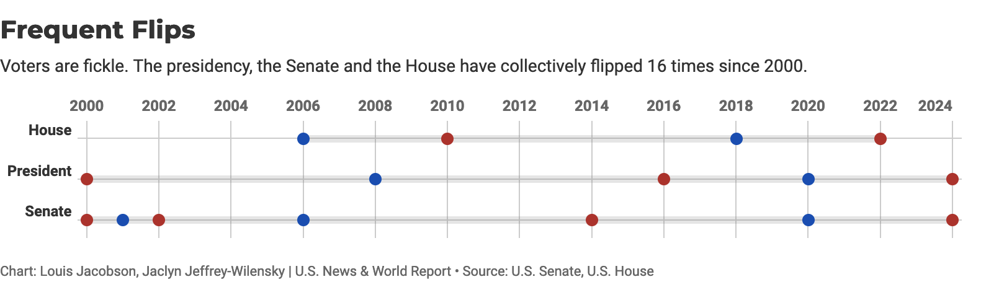 Frequent Flips
Voters are fickle. The presidency, the Senate and the House have collectively flipped 16 times since 2000.
2000 2002 2004 2006 2008 2010 2012 2014 2016 2018 2020 2022 2024
House
President
Senate
Chart: Louis Jacobson, Jaclyn Jeffrey-Wilensky | U.S. News & World Report • Source: U.S. Senate, U.S. House